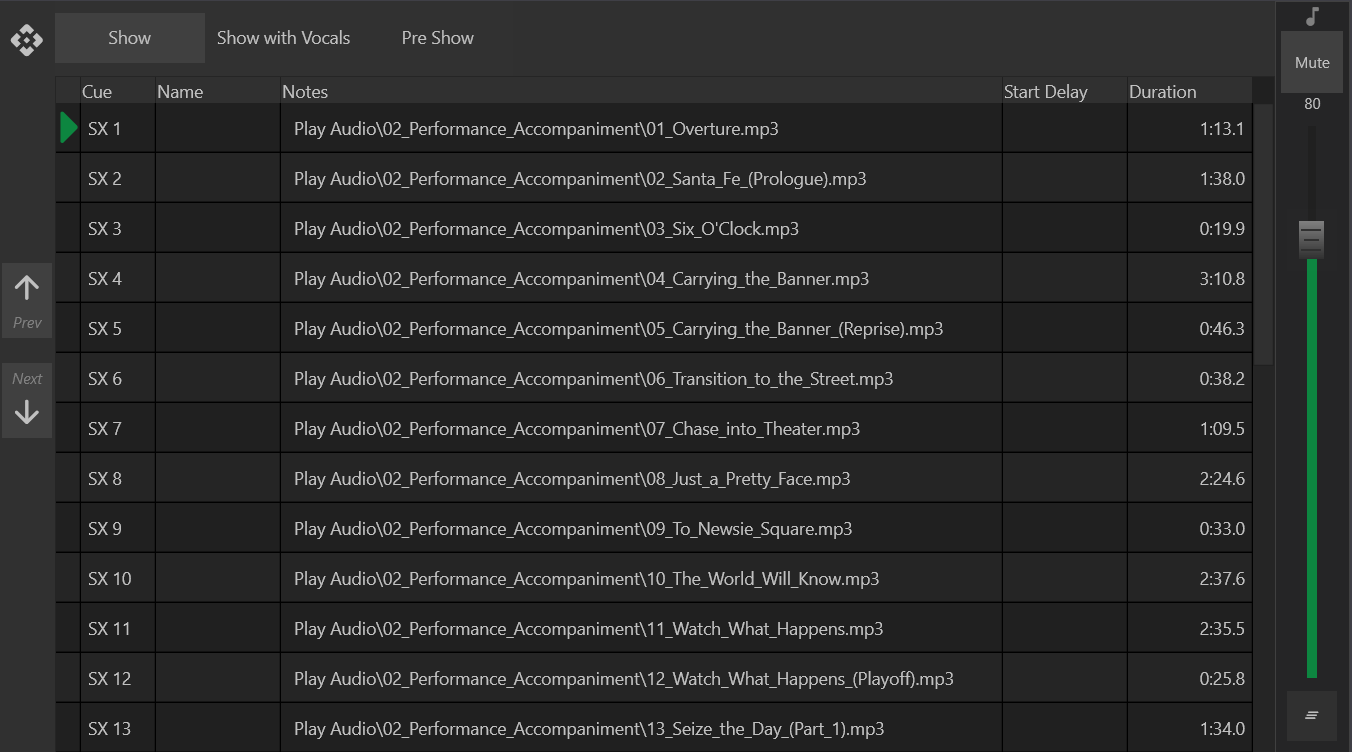 Show Show with Vocals Pre Show
Mute
80
Cue Name Notes Start Delay Duration
SX 1 Play Audio\02_Performance_Accompaniment\01_Overture.mp3 1:13.1
SX 2 Play Audio\02_Performance_Accompaniment\02_Santa_Fe_(Prologue).mp3 1:38.0
SX 3 Play Audio\02_Performance_Accompaniment\03_Six_O'Clock.mp3 0:19.9
SX 4 Play Audio\02_Performance_Accompaniment\04_Carrying_the_Banner.mp3 3:10.8
Prev
SX 5 Play Audio\02_Performance_Accompaniment\05_Carrying_the_Banner_(Reprise).mp3 0:46.3
Next
SX 6 Play Audio\02_Performance_Accompaniment\06_Transition_to_the_Street.mp3 0:38.2
SX 7 Play Audio\02_Performance_Accompaniment\07_Chase_into_Theater.mp3 1:09.5
SX 8 Play Audio\02_Performance_Accompaniment\08_Just_a_Pretty_Face.mp3 2:24.6
SX 9 Play Audio\02_Performance_Accompaniment\09_To_Newsie_Square.mp3 0:33.0
SX 10 Play Audio\02_Performance_Accompaniment\10_The_World_Will_Know.mp3 2:37.6
SX 11 Play Audio\02_Performance_Accompaniment\11_Watch_What_Happens.mp3 2:35.5
SX 12 Play Audio\02_Performance_Accompaniment\12_Watch_What_Happens_(Playoff).mp3 0:25.8
SX 13 Play Audio\02_Performance_Accompaniment\13_Seize_the_Day_(Part_1).mp3 1:34.0